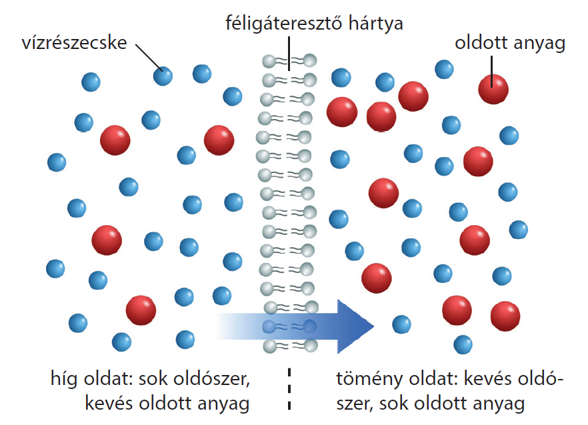 féligáteresztő hártya
vízrészecske
oldott anyag
híg oldat: sok oldószer,
kevés oldott anyag
tömény oldat: kevés oldó-
szer, sok oldott anyag